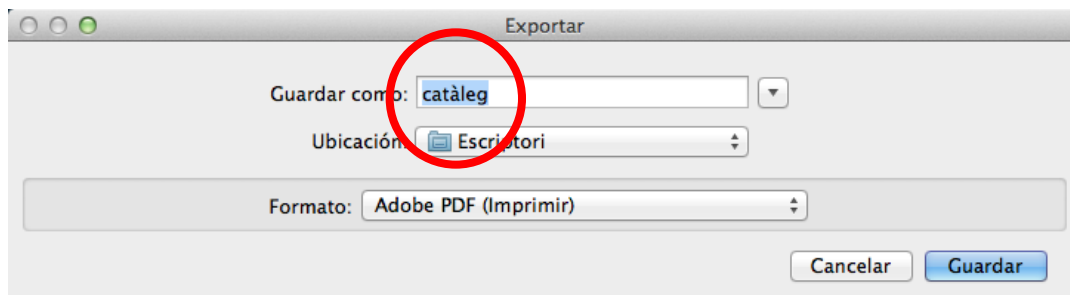 Exportar
Guardar como: catàleg
Ubicación: Escriptori
Formato: Adobe PDF (Imprimir)
Cancelar Guardar